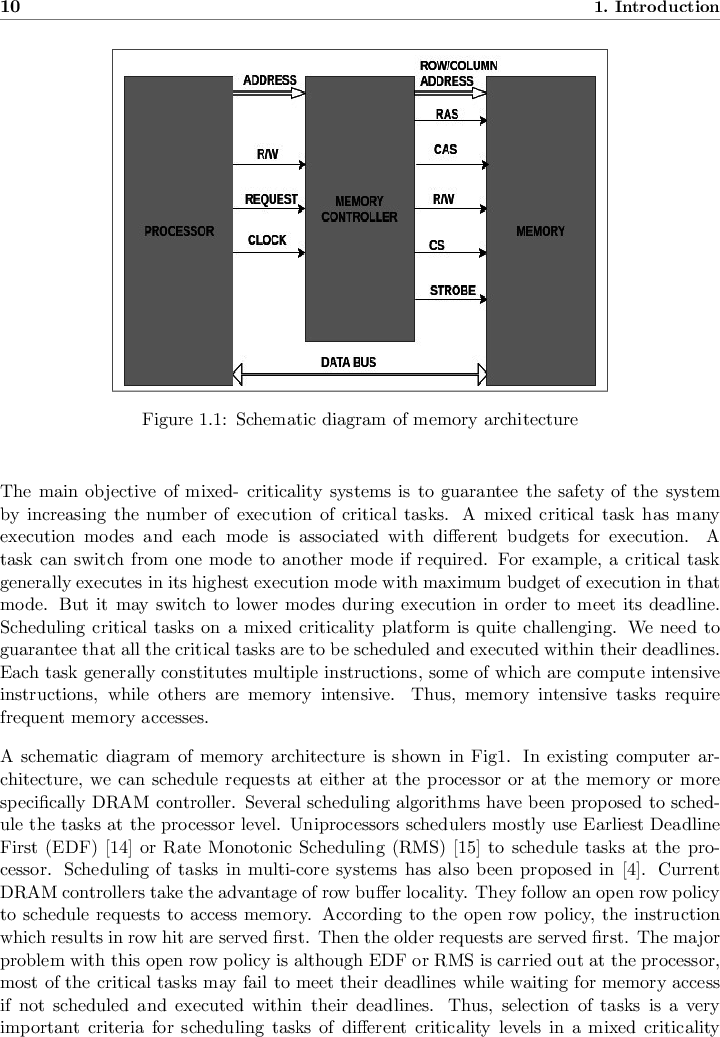 10
1. Introduction
ADDRESS
ROW/COLUMN
ADDRESS
RAS
R/W
CAS
REQUEST
MEMORY
CONTROLLER
R/W
PROCESSOR
MEMORY
CLOCK
CS
STROBE
DATA BUS
Figure 1.1: Schematic diagram of memory architecture
The main objective of mixed- criticality systems is to guarantee the safety of the system
by increasing the number of execution of critical tasks. A mixed critical task has many
execution modes and each mode is associated with different budgets for execution. A
task can switch from one mode to another mode if required. For example, a critical task
generally executes in its highest execution mode with maximum budget of execution in that
mode. But it may switch to lower modes during execution in order to meet its deadline.
Scheduling critical tasks on a mixed criticality platform is quite challenging. We need to
guarantee that all the critical tasks are to be scheduled and executed within their deadlines.
Each task generally constitutes multiple instructions, some of which are compute intensive
instructions, while others are memory intensive. Thus, memory intensive tasks require
frequent memory accesses.
A schematic diagram of memory architecture is shown in Fig1. In existing computer ar-
chitecture, we can schedule requests at either at the processor or at the memory or more
specifically DRAM controller. Several scheduling algorithms have been proposed to sched-
ule the tasks at the processor level. Uniprocessors schedulers mostly use Earliest Deadline
First (EDF) [14] or Rate Monotonic Scheduling (RMS) [15] to schedule tasks at the pro-
cessor. Scheduling of tasks in multi-core systems has also been proposed in [4]. Current
DRAM controllers take the advantage of row buffer locality. They follow an open row policy
to schedule requests to access memory. According to the open row policy, the instruction
which results in row hit are served first. Then the older requests are served first. The major
problem with this open row policy is although EDF or RMS is carried out at the processor,
most of the critical tasks may fail to meet their deadlines while waiting for memory access
if not scheduled and executed within their deadlines. Thus, selection of tasks is a very
important criteria for scheduling tasks of different criticality levels in a mixed criticality